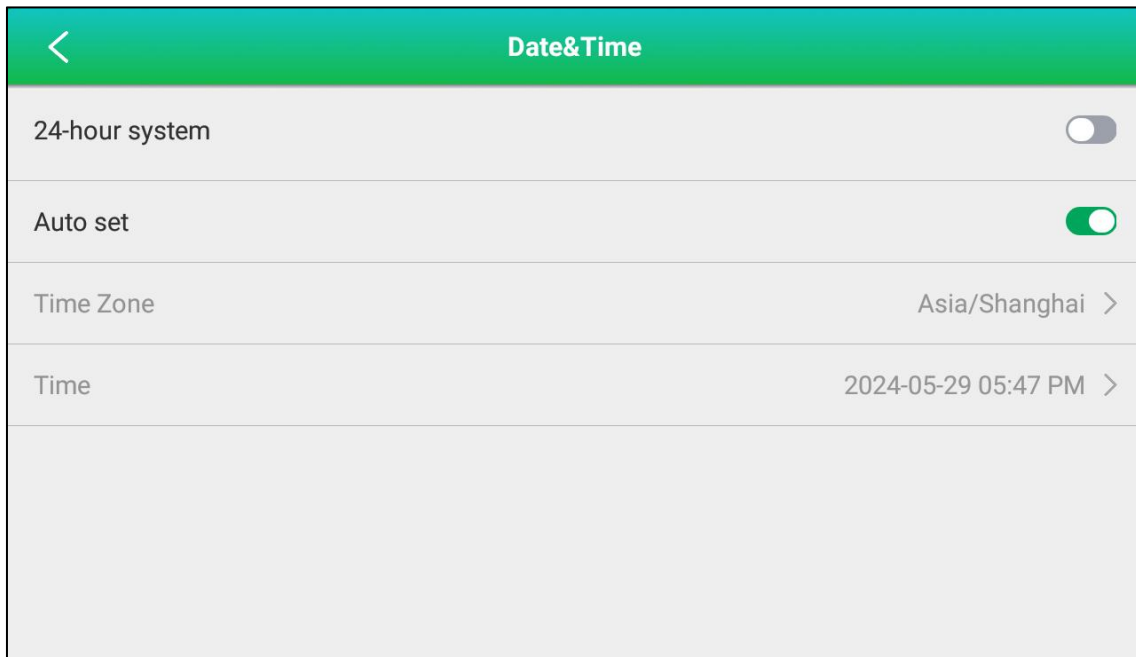 Date&Time
24-hour system
Auto set
Time Zone Asia/Shanghai
Time 2024-05-29 05:47 PM